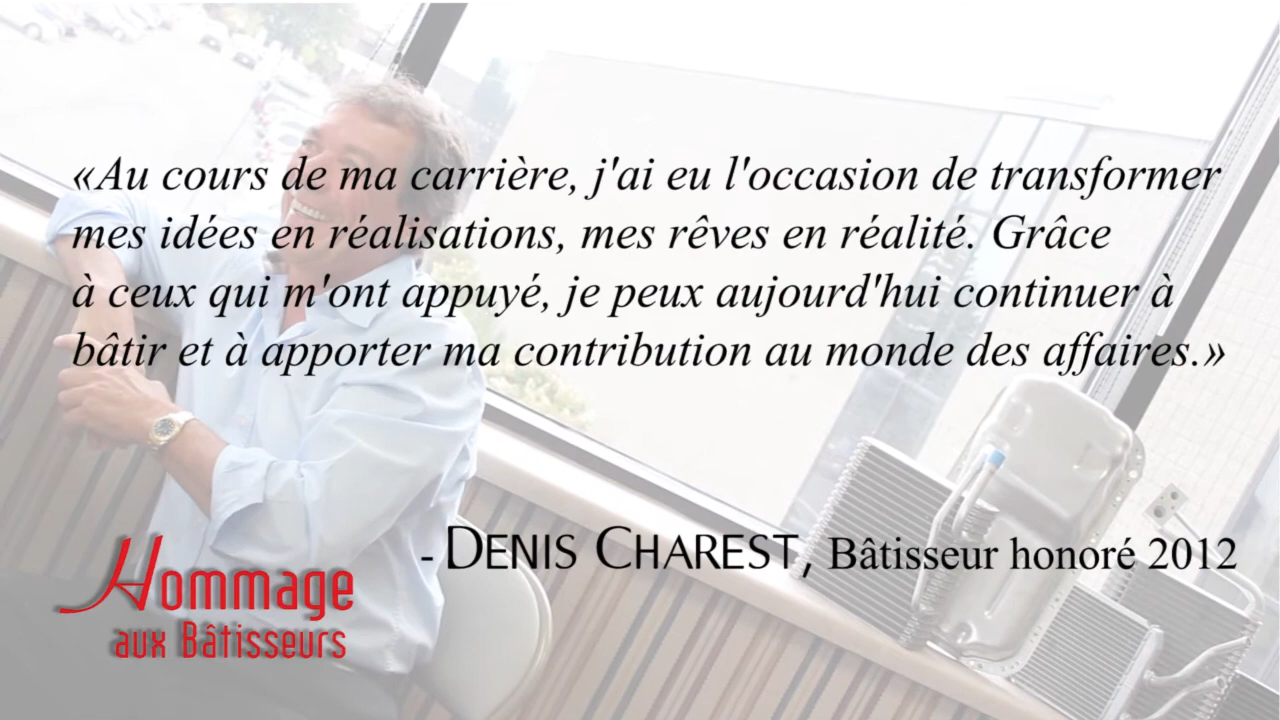 «Au cours de ma carrière, j'ai eu l'occasion de transformer
mes idées en réalisations, mes rêves en réalité. Grâce
à ceux qui m'ont appuyé, je peux aujourd'hui continuer à
bâtir et à apporter ma contribution au monde des affaires.»
- DENIS CHAREST, Bâtisseur honoré 2012
Hommage
aux Bâtisseurs